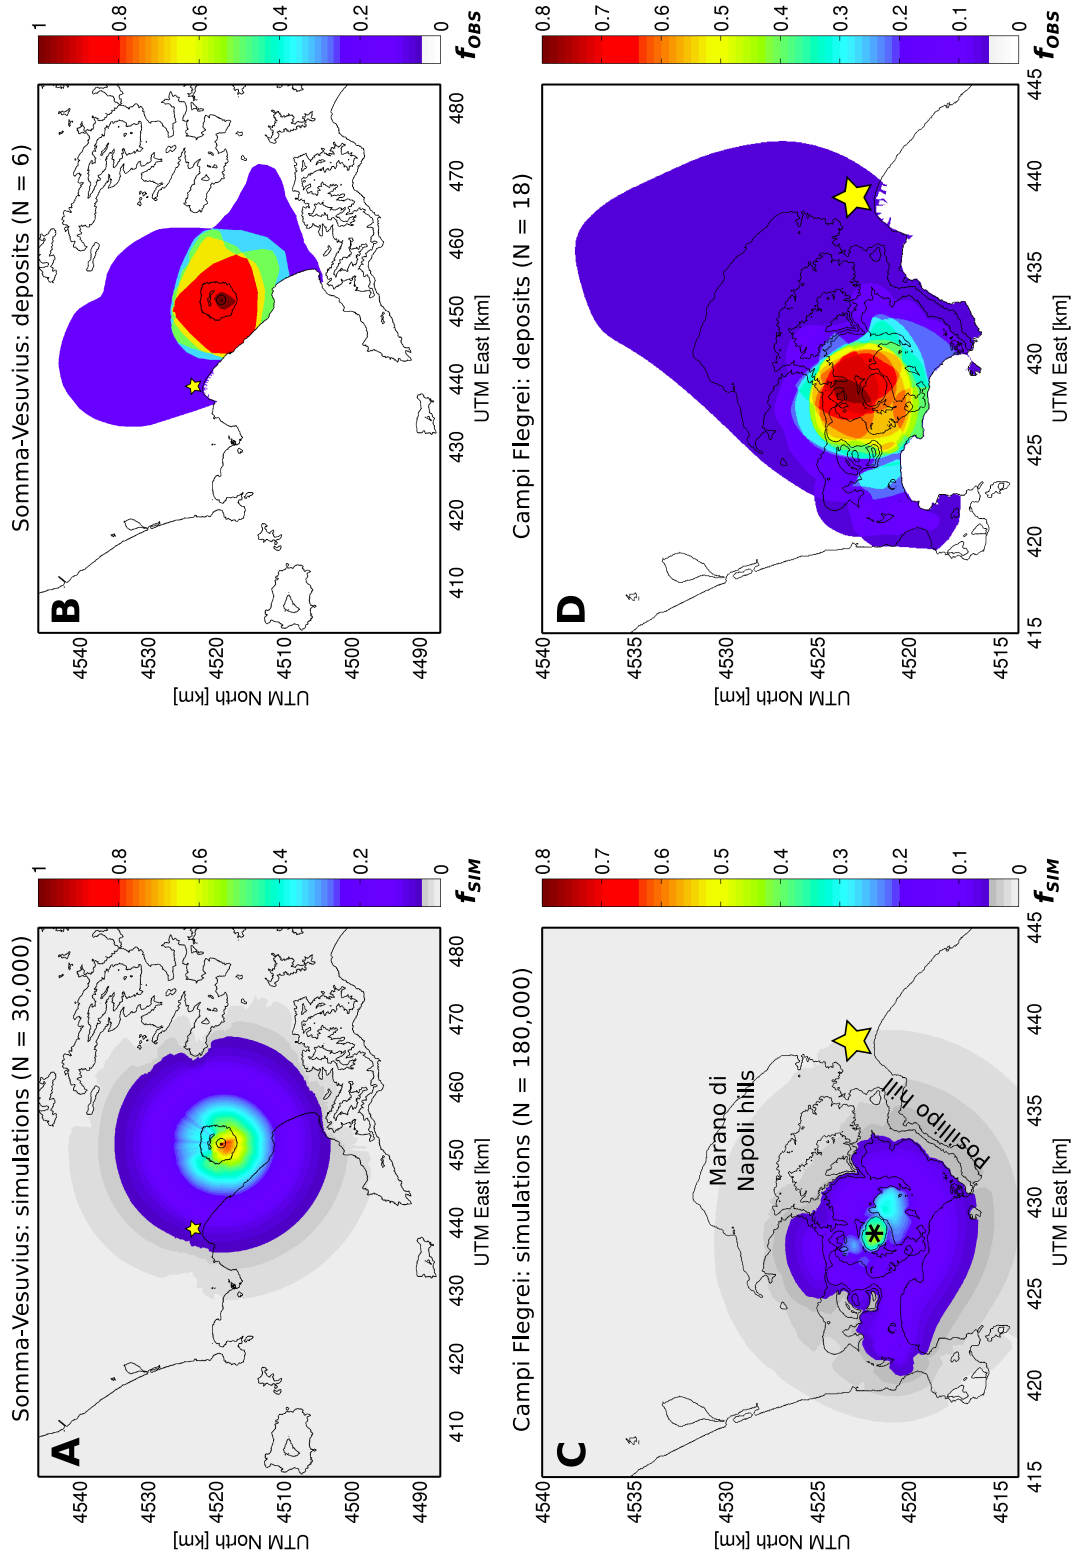 Somma-Vesuvius: simulations (N = 30,000)
A
UTM North [km]
4540
4530
4520
4510
4500
4490
410 420 430 440 450 460 470 480
UTM East [km]
1
0.8
0.6
0.4
0.2
0
fSIM
Somma-Vesuvius: deposits (N = 6)
B
UTM North [km]
4540
4530
4520
4510
4500
4490
410 420 430 440 450 460 470 480
UTM East [km]
1
0.8
0.6
0.4
0.2
0
fOBS
Campi Flegrei: simulations (N = 180,000)
C
Marano di
Napoli hills
Posillipo hill
*
UTM North [km]
4540
4535
4530
4525
4520
4515
415 420 425 430 435 440 445
UTM East [km]
0.8
0.7
0.6
0.5
0.4
0.3
0.2
0.1
0
fSIM
Campi Flegrei: deposits (N = 18)
D
UTM North [km]
4540
4535
4530
4525
4520
4515
415 420 425 430 435 440 445
UTM East [km]
0.8
0.7
0.6
0.5
0.4
0.3
0.2
0.1
0
fOBS